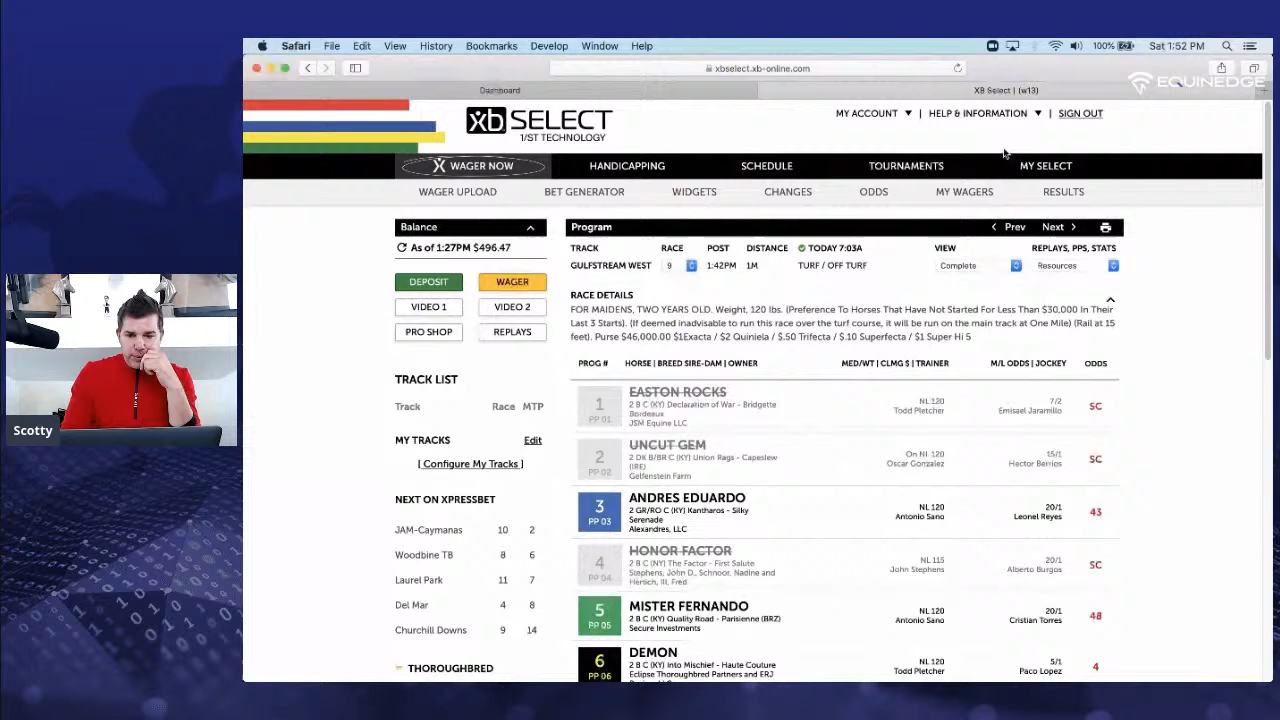 Safari File Edit View History Bookmarks Develop Window Help
100% Sat 1:52 PM
xbselect.xb-online.com
EQUINEDGE
Dashboard
XB Select | (w13)
xb SELECT
1/ST TECHNOLOGY
MY ACCOUNT | HELP & INFORMATION | SIGN OUT
X WAGER NOW HANDICAPPING SCHEDULE TOURNAMENTS MY SELECT
WAGER UPLOAD BET GENERATOR WIDGETS CHANGES ODDS MY WAGERS RESULTS
Balance
As of 1:27PM $496.47
DEPOSIT WAGER
VIDEO 1 VIDEO 2
PRO SHOP REPLAYS
TRACK LIST
Track Race MTP
MY TRACKS Edit
[ Configure My Tracks ]
NEXT ON XPRESSBET
JAM-Caymanas 10 2
Woodbine TB 8 6
Laurel Park 11 7
Del Mar 4 8
Churchill Downs 9 14
THOROUGHBRED
Program Prev Next
TRACK RACE POST DISTANCE TODAY 7:03A VIEW REPLAYS, PPS, STATS
GULFSTREAM WEST 9 1:42PM 1M TURF / OFF TURF Complete Resources
RACE DETAILS
FOR MAIDENS, TWO YEARS OLD. Weight, 120 lbs. (Preference To Horses That Have Not Started For Less Than $30,000 In Their
Last 3 Starts). (If deemed inadvisable to run this race over the turf course, it will be run on the main track at One Mile) (Rail at 15
feet). Purse $46,000.00 $1Exacta / $2 Quiniela / $.50 Trifecta / $.10 Superfecta / $1 Super Hi 5
PROG # HORSE | BREED SIRE-DAM | OWNER MED/WT | CLMG $ | TRAINER M/L ODDS | JOCKEY ODDS
1
PP 01
EASTON ROCKS
2 B C (KY) Declaration of War - Bridgette
Bordeaux
JSM Equine LLC
NL 120
Todd Pletcher
7/2
Emisael Jaramillo
SC
2
PP 02
UNCUT GEM
2 DK B/BR C (KY) Union Rags - Capeslew
(IRE)
Gelfenstein Farm
On NL 120
Oscar Gonzalez
15/1
Hector Berrios
SC
3
PP 03
ANDRES EDUARDO
2 GR/RO C (KY) Kantharos - Silky
Serenade
Alexandres, LLC
NL 120
Antonio Sano
20/1
Leonel Reyes
43
4
PP 04
HONOR FACTOR
2 B C (NY) The Factor - First Salute
Stephens, John D., Schnoor, Nadine and
Hertich, III, Fred
NL 115
John Stephens
20/1
Alberto Burgos
SC
5
PP 05
MISTER FERNANDO
2 B C (KY) Quality Road - Parisienne (BRZ)
Secure Investments
NL 120
Antonio Sano
20/1
Cristian Torres
48
6
PP 06
DEMON
2 B C (KY) Into Mischief - Haute Couture
Eclipse Thoroughbred Partners and ERJ
NL 120
Todd Pletcher
5/1
Paco Lopez
4
Scotty